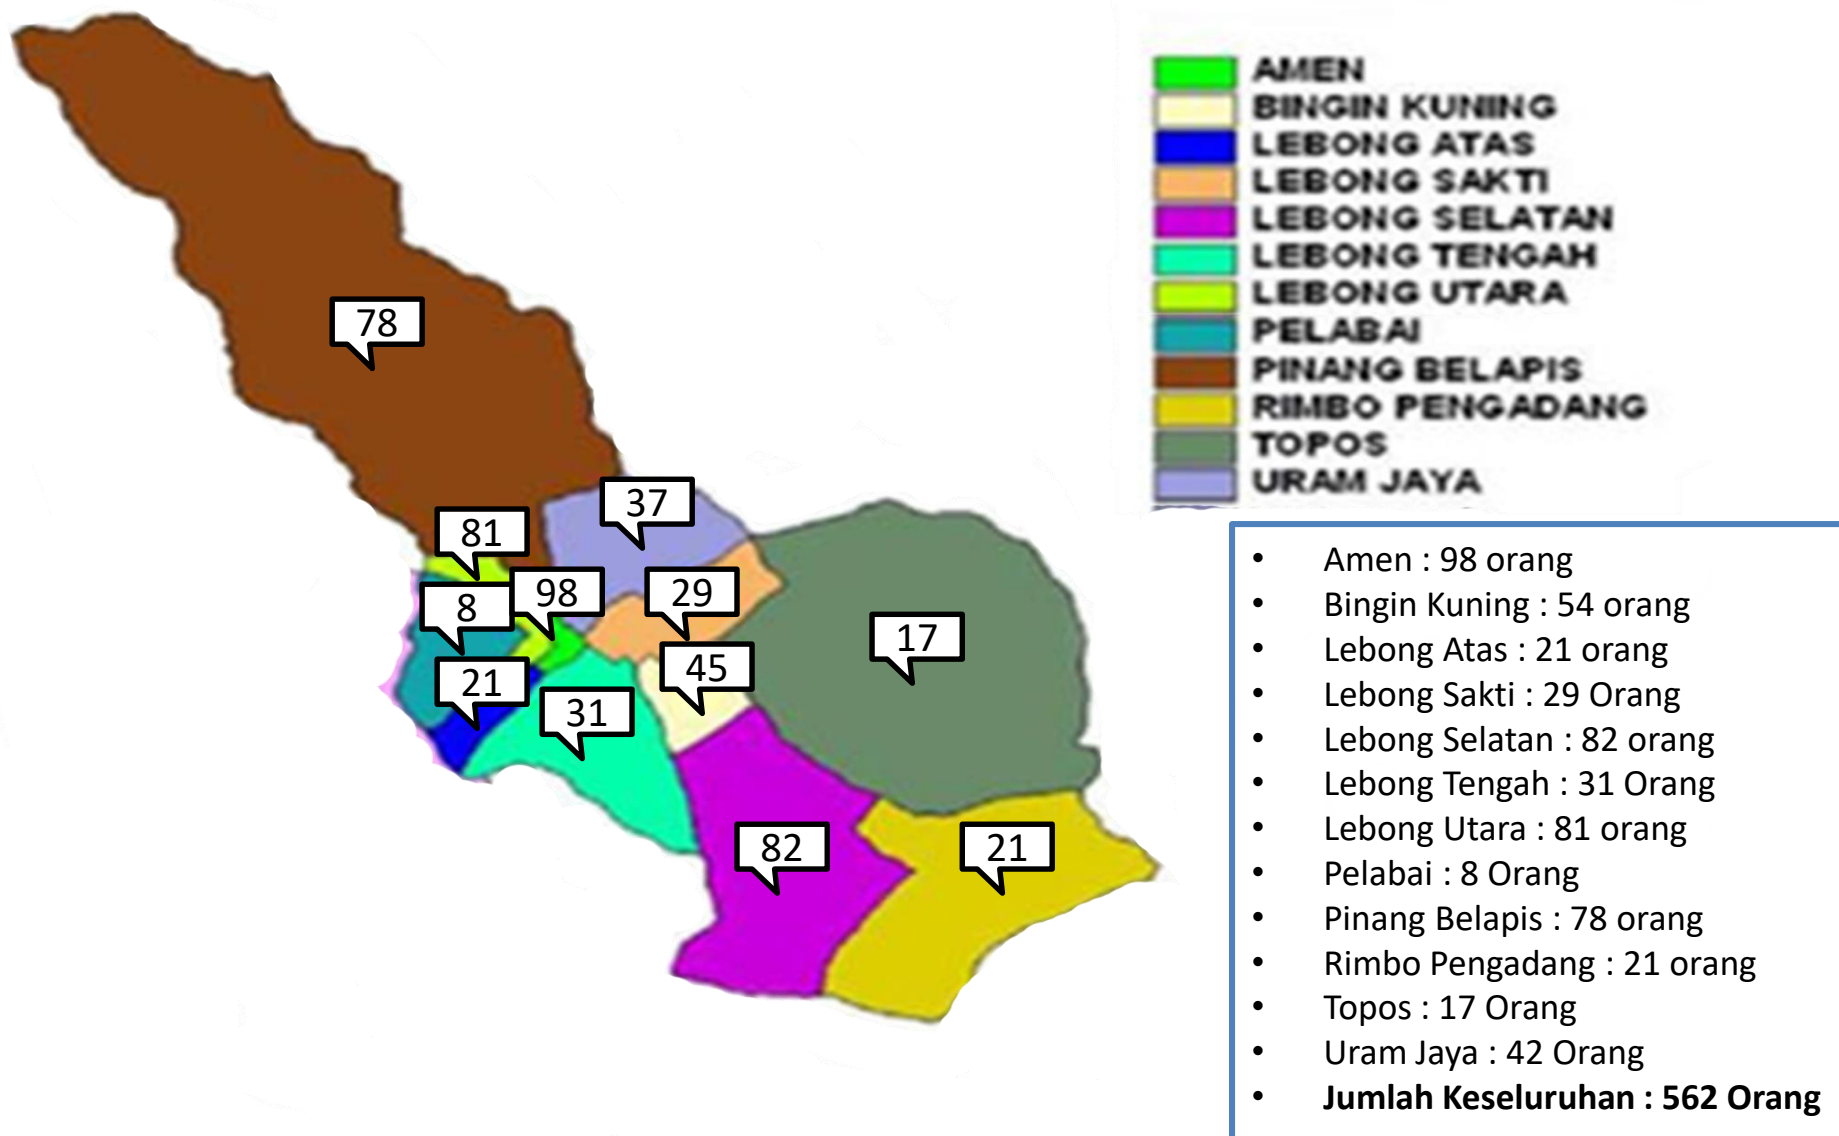 78
37
81
98
29
8
17
45
21
31
82
21
AMEN
BINGIN KUNING
LEBONG ATAS
LEBONG SAKTI
LEBONG SELATAN
LEBONG TENGAH
LEBONG UTARA
PELABAI
PINANG BELAPIS
RIMBO PENGADANG
TOPOS
URAM JAYA
• Amen : 98 orang
• Bingin Kuning : 54 orang
• Lebong Atas : 21 orang
• Lebong Sakti : 29 Orang
• Lebong Selatan : 82 orang
• Lebong Tengah : 31 Orang
• Lebong Utara : 81 orang
• Pelabai : 8 Orang
• Pinang Belapis : 78 orang
• Rimbo Pengadang : 21 orang
• Topos : 17 Orang
• Uram Jaya : 42 Orang
• Jumlah Keseluruhan : 562 Orang